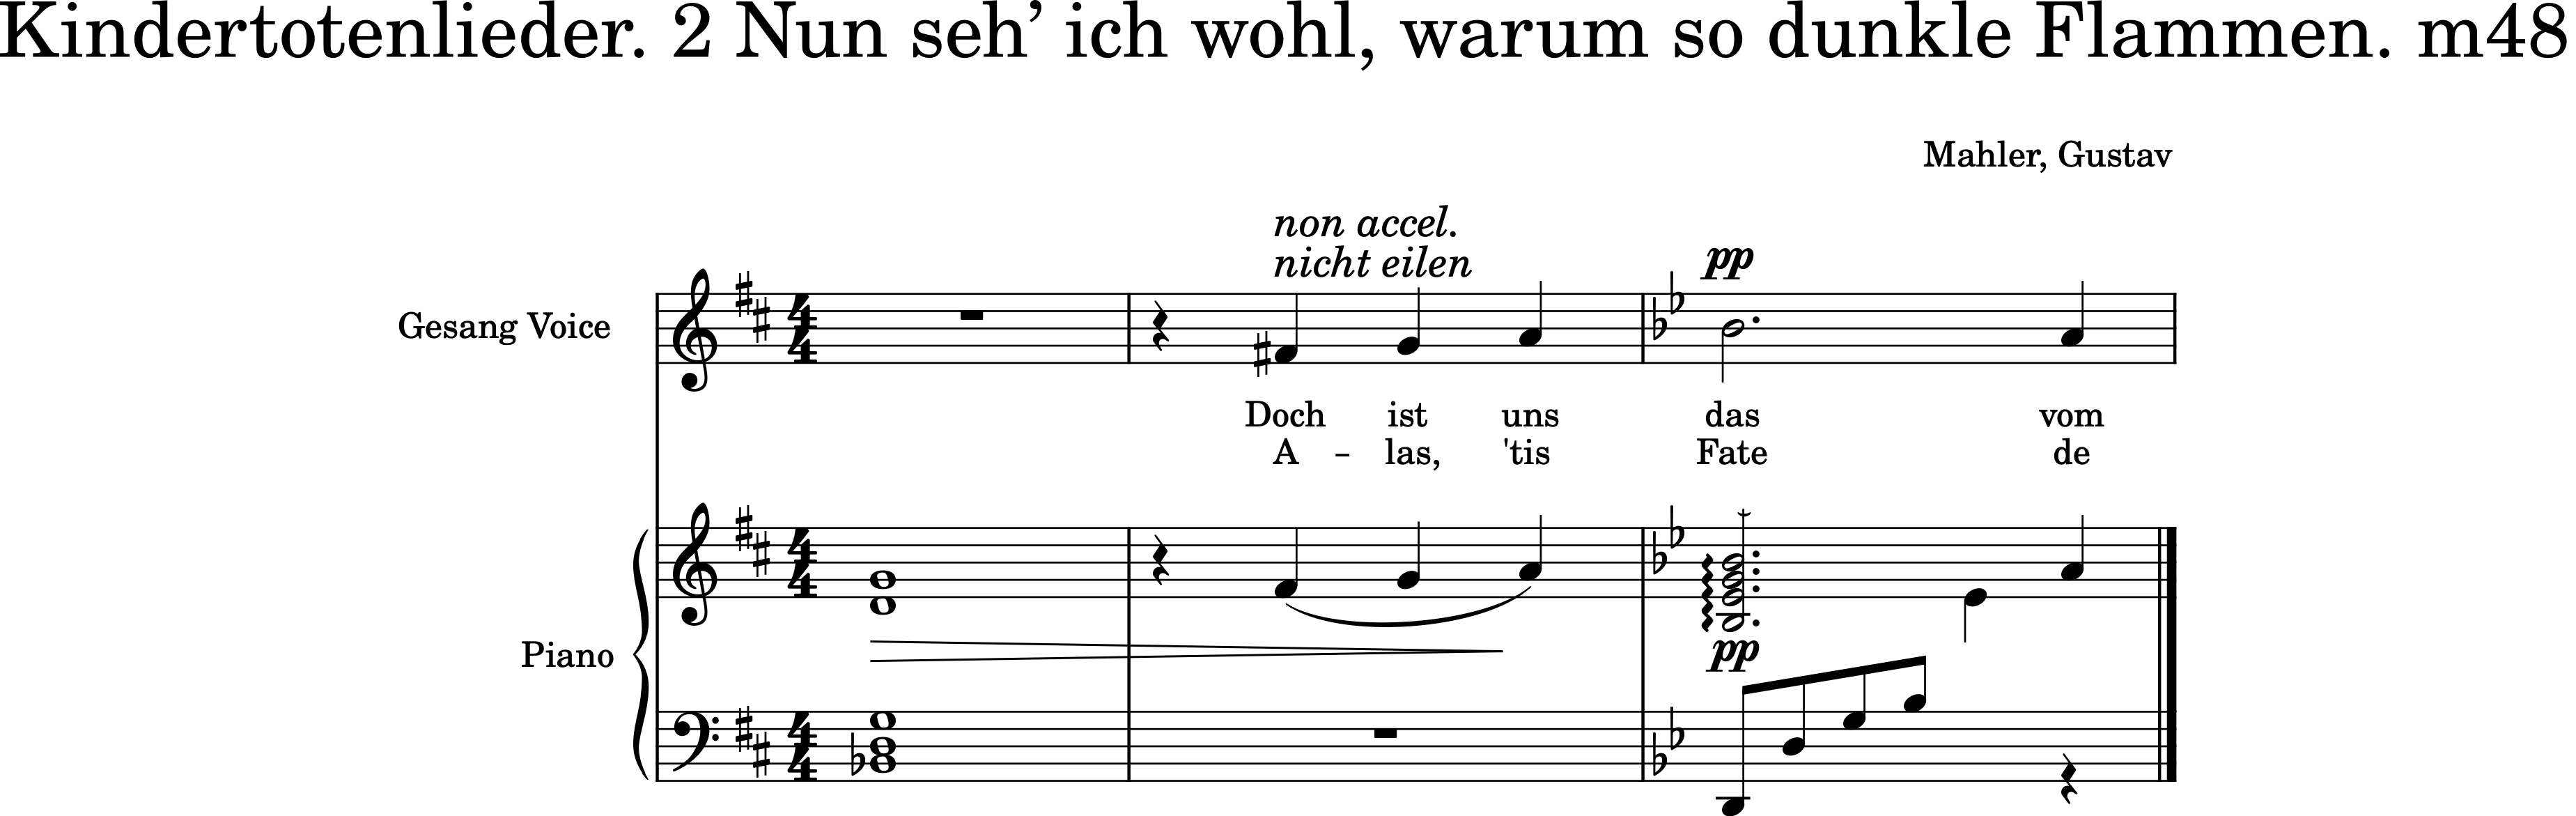 Kindertotenlieder. 2 Nun seh’ ich wohl, warum so dunkle Flammen. m48
Mahler, Gustav
non accel.
nicht eilen
pp
Gesang Voice
Doch ist uns das vom
A - las, 'tis Fate de
Piano
pp